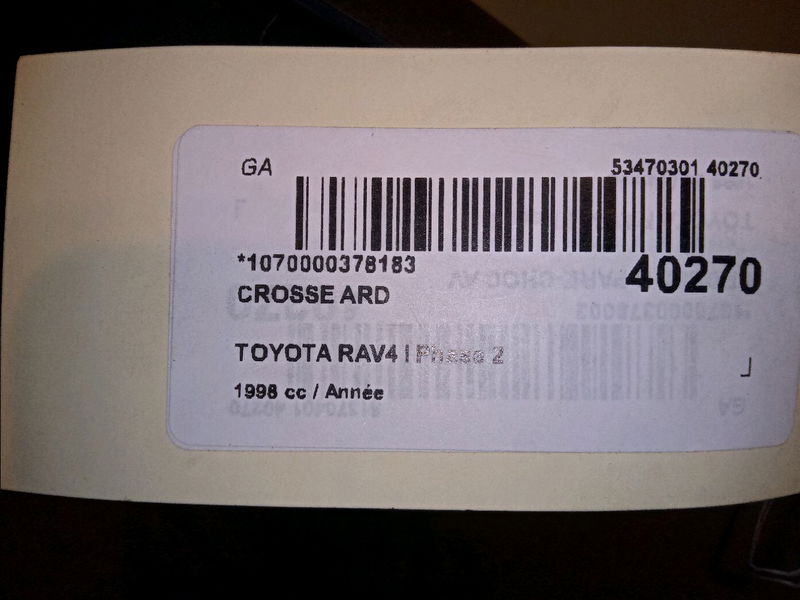 GA
53470301 40270
*1070000378183
40270
CROSSE ARD
TOYOTA RAV4 I Phase 2
1998 cc / Année